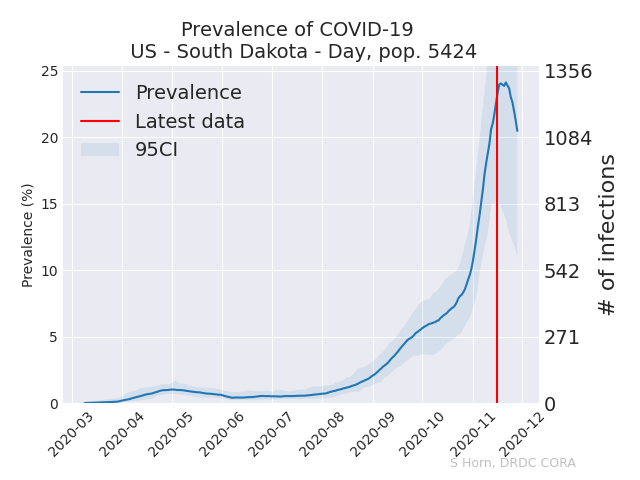 Prevalence of COVID-19
US - South Dakota - Day, pop. 5424
Prevalence
Latest data
95CI
Prevalence (%)
25
20
15
10
5
0
1356
1084
813
542
271
0
# of infections
2020-03
2020-04
2020-05
2020-06
2020-07
2020-08
2020-09
2020-10
2020-11
2020-12
S Horn, DRDC CORA